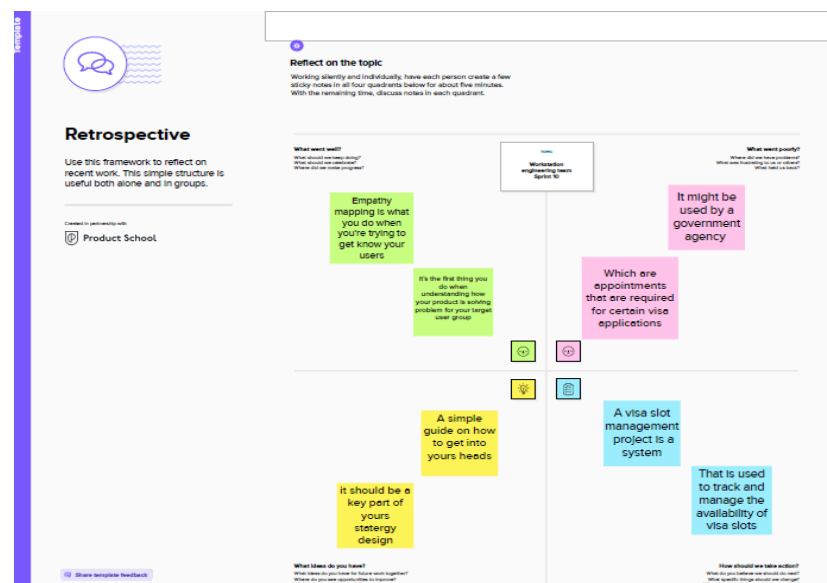 Template
Retrospective
Use this framework to reflect on
recent work. This simple structure is
useful both alone and in groups.
Created in partnership with
Product School
Share template feedback
Reflect on the topic
Working silently and individually, have each person create a few
sticky notes in all four quadrants below for about five minutes.
With the remaining time, discuss notes in each quadrant.
What went well?
What should we keep doing?
What should we celebrate?
Where did we make progress?
TOPIC
Workstation
engineering team
Sprint 10
What went poorly?
Where did we have problems?
What was frustrating to us or others?
What held us back?
Empathy
mapping is what
you do when
you're trying to
get know your
users
It's the first thing you
do when
understanding how
your product is solving
problem for your target
user group
It might be
used by a
government
agency
Which are
appointments
that are required
for certain visa
applications
A simple
guide on how
to get into
yours heads
it should be a
key part of
yours
statergy
design
A visa slot
management
project is a
system
That is used
to track and
manage the
availability of
visa slots
What ideas do you have?
What ideas do you have for future work together?
Where do you see opportunities to improve?
How should we take action?
What do you believe we should do next?
What specific things should we change?